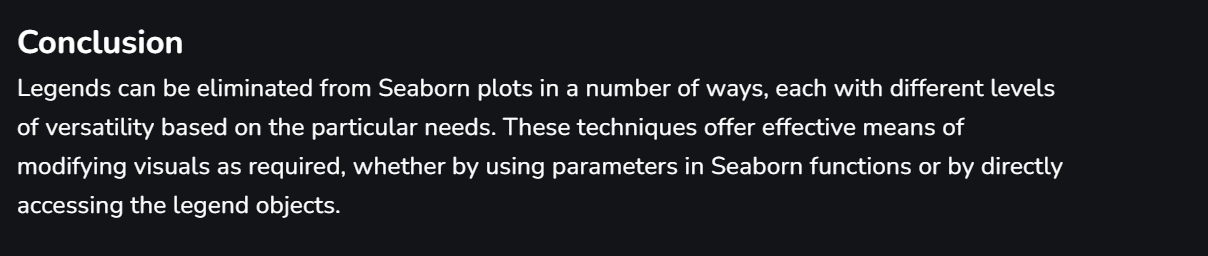 Conclusion
Legends can be eliminated from Seaborn plots in a number of ways, each with different levels
of versatility based on the particular needs. These techniques offer effective means of
modifying visuals as required, whether by using parameters in Seaborn functions or by directly
accessing the legend objects.